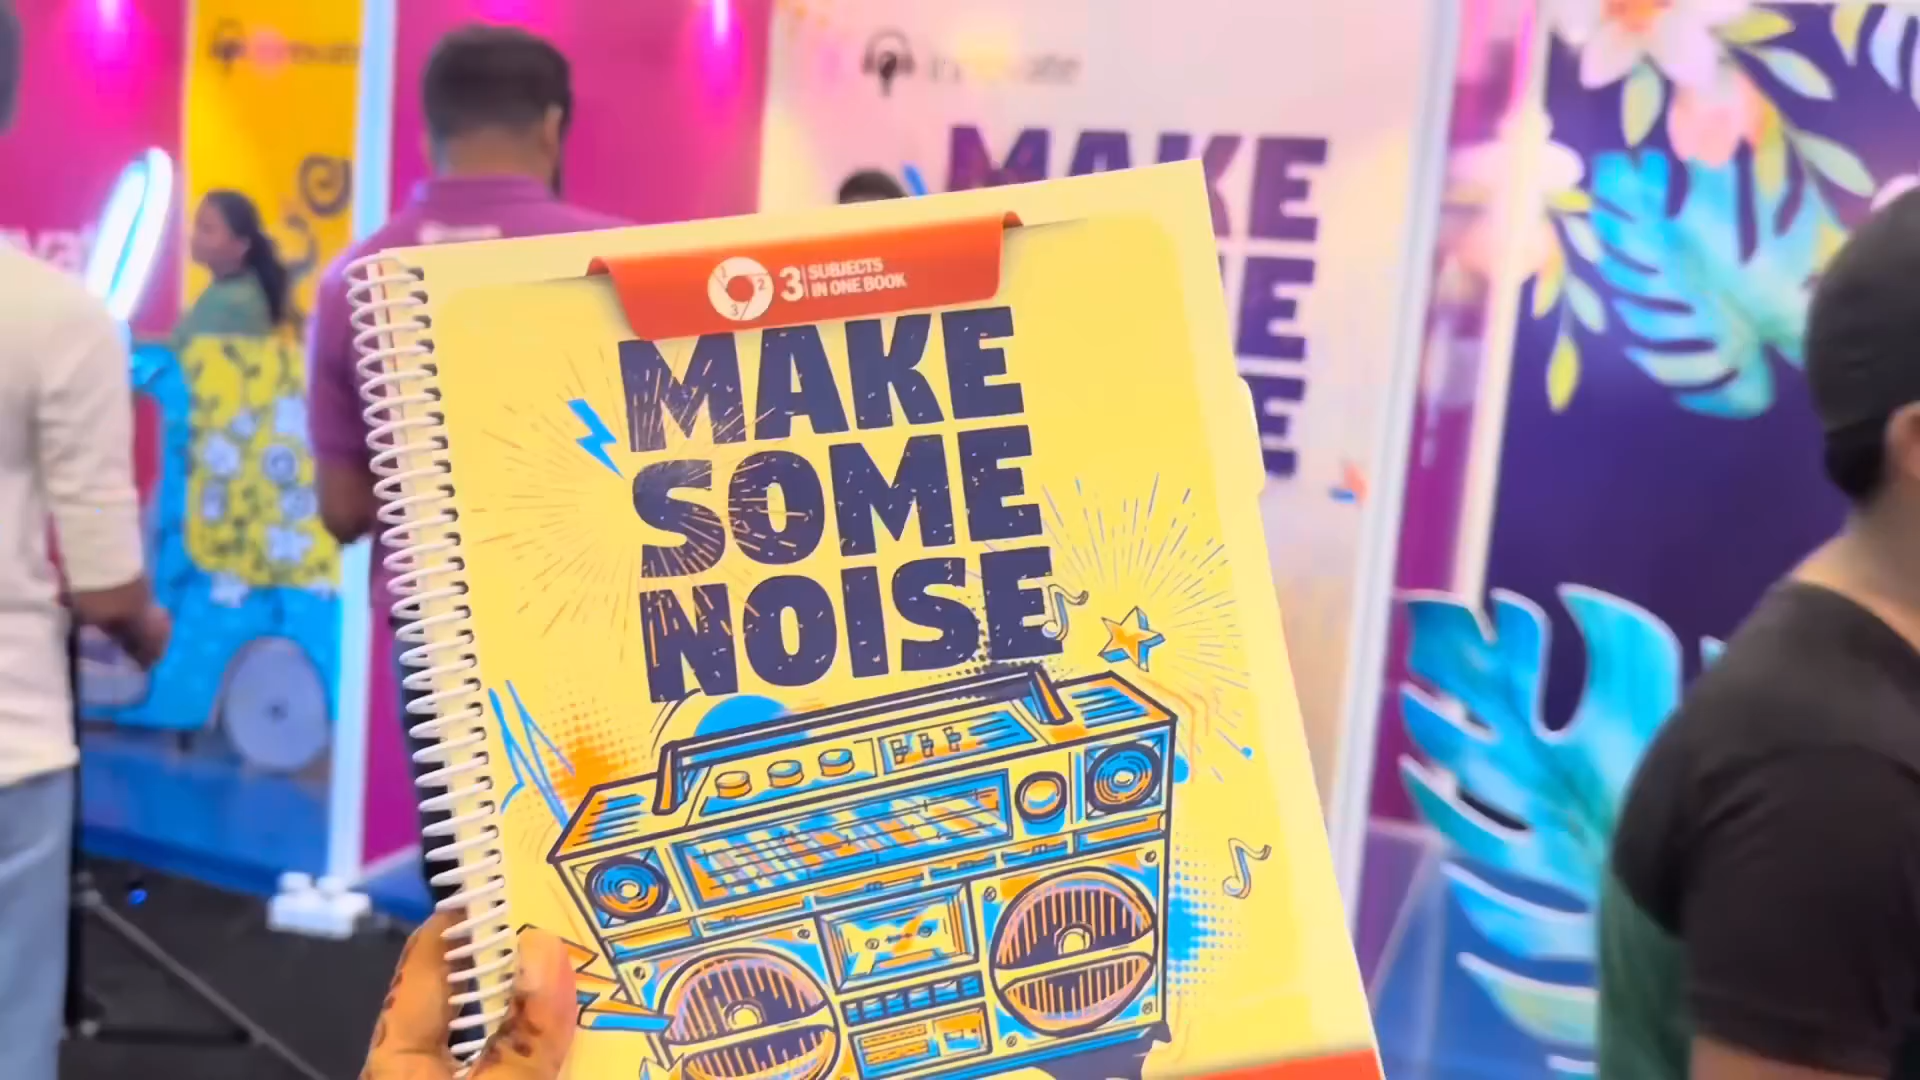 3 SUBJECTS
IN ONE BOOK
MAKE
SOME
NOISE
MAKE